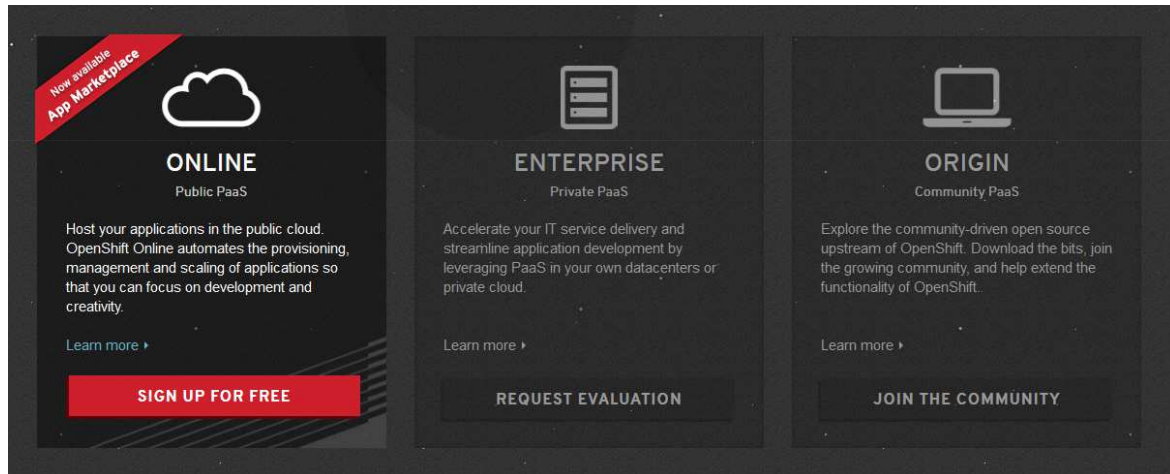 Now available
App Marketplace
ONLINE
Public PaaS
Host your applications in the public cloud.
OpenShift Online automates the provisioning,
management and scaling of applications so
that you can focus on development and
creativity.
Learn more
SIGN UP FOR FREE
ENTERPRISE
Private PaaS
Accelerate your IT service delivery and
streamline application development by
leveraging PaaS in your own datacenters or
private cloud.
Learn more
REQUEST EVALUATION
ORIGIN
Community PaaS
Explore the community-driven open source
upstream of OpenShift. Download the bits, join
the growing community, and help extend the
functionality of OpenShift.
Learn more
JOIN THE COMMUNITY